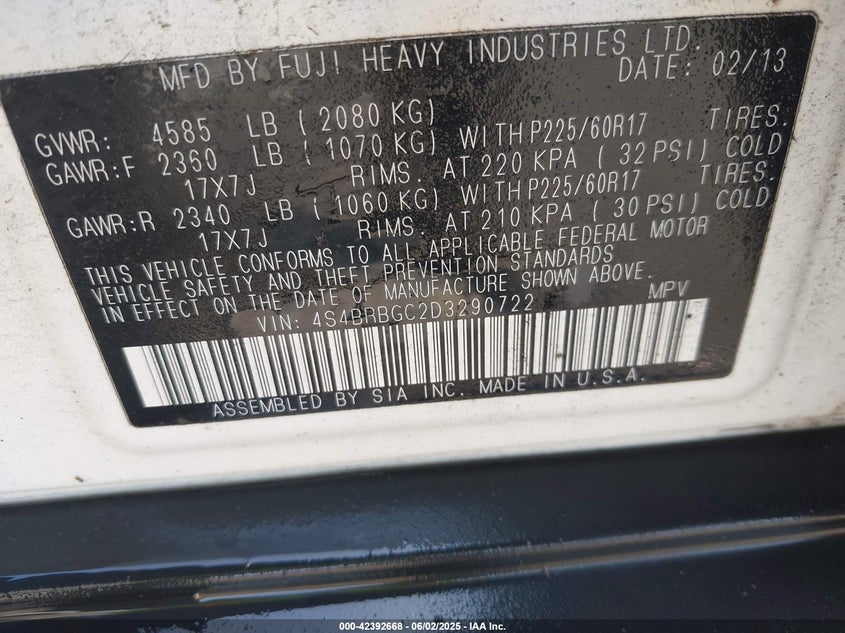 MFD BY FUJI HEAVY INDUSTRIES LTD.
DATE: 02/13
GVWR: 4585 LB (2080 KG)
GAWR:F 2360 LB (1070 KG) WITH P225/60R17 TIRES.
17X7J RIMS. AT 220 KPA (32 PSI) COLD
GAWR:R 2340 LB (1060 KG) WITH P225/60R17 TIRES.
17X7J RIMS. AT 210 KPA (30 PSI) COLD
THIS VEHICLE CONFORMS TO ALL APPLICABLE FEDERAL MOTOR
VEHICLE SAFETY AND THEFT PREVENTION STANDARDS
IN EFFECT ON THE DATE OF MANUFACTURE SHOWN ABOVE.
VIN: 4S4BRBGC2D3290722 MPV
ASSEMBLED BY SIA INC. MADE IN U.S.A.
000-42392668 | 06/02/2025 - IAA Inc.